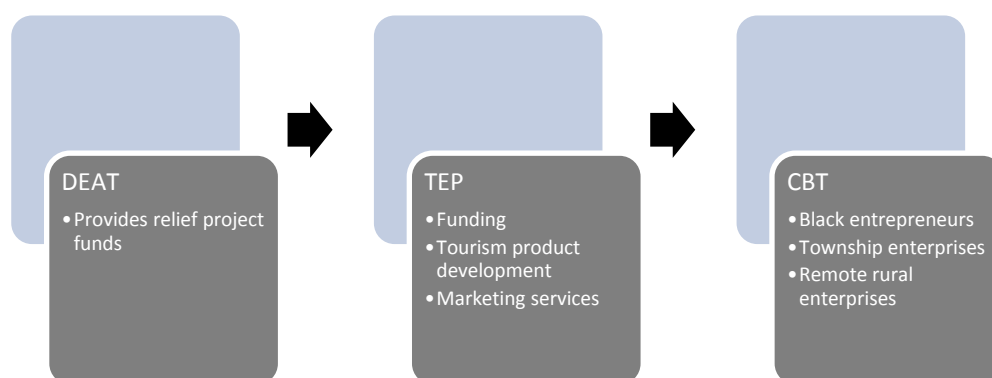 DEAT
•Provides relief project
funds
TEP
•Funding
•Tourism product
development
•Marketing services
CBT
•Black entrepreneurs
•Township enterprises
•Remote rural
enterprises